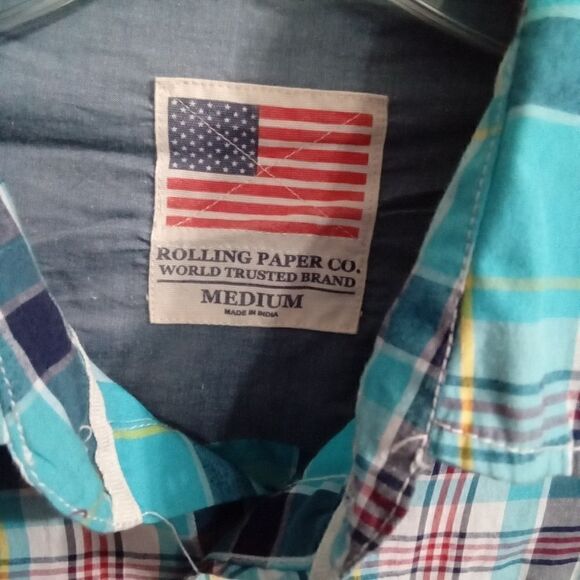 ROLLING PAPER CO.
WORLD TRUSTED BRAND
MEDIUM
MADE IN INDIA